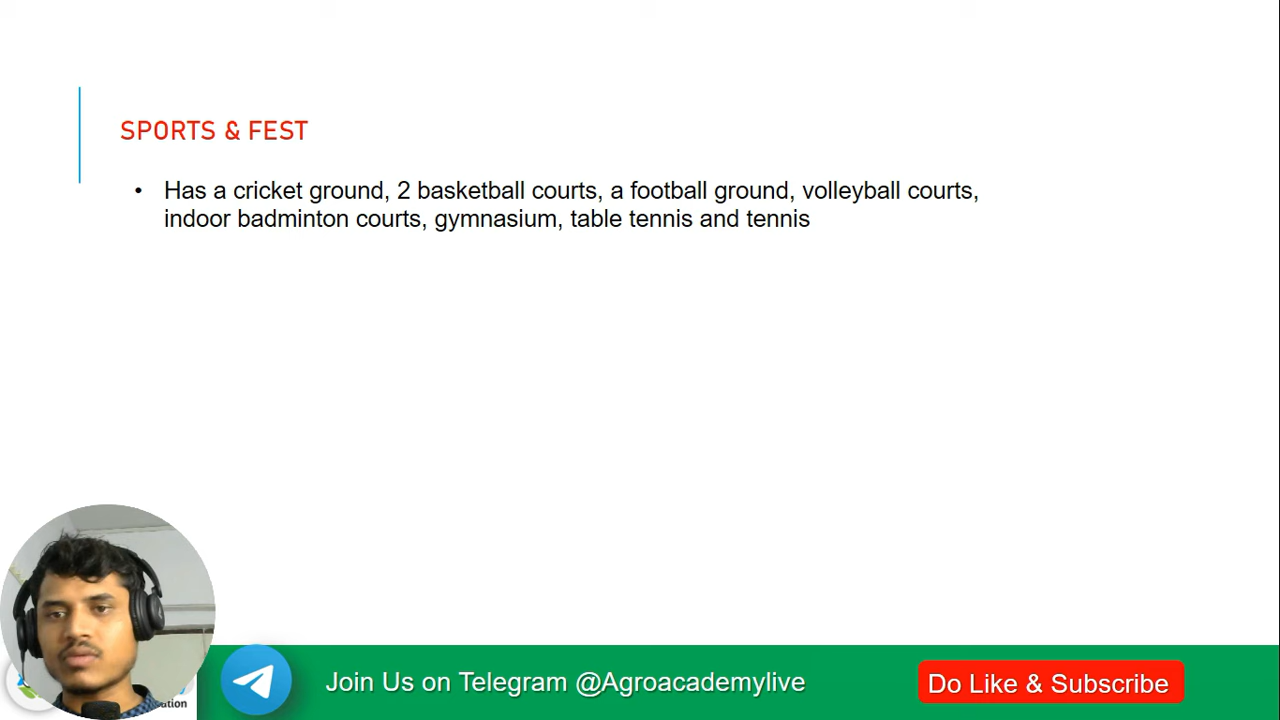 SPORTS & FEST
• Has a cricket ground, 2 basketball courts, a football ground, volleyball courts,
indoor badminton courts, gymnasium, table tennis and tennis
Join Us on Telegram @Agroacademylive
Do Like & Subscribe